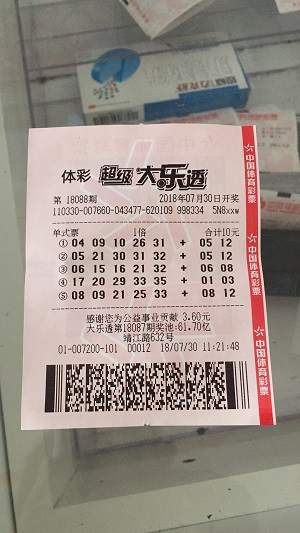 体彩 超级大乐透
第 18088期 2018年07月30日开奖
110330-007660-043477-620109 998334 5N8xxw
单式票 1倍 合计10元
① 04 09 10 26 31 + 05 12
② 05 21 30 31 32 + 05 12
③ 06 15 16 21 32 + 06 08
④ 17 20 29 33 35 + 01 03
⑤ 08 09 21 25 33 + 08 12
感谢您为公益事业贡献 3.60元
大乐透第18087期奖池:61.70亿
靖江路632号
01-007200-101 00012 18/07/30 11:21:48
中国体育彩票
中国体育彩票
中国体育彩票